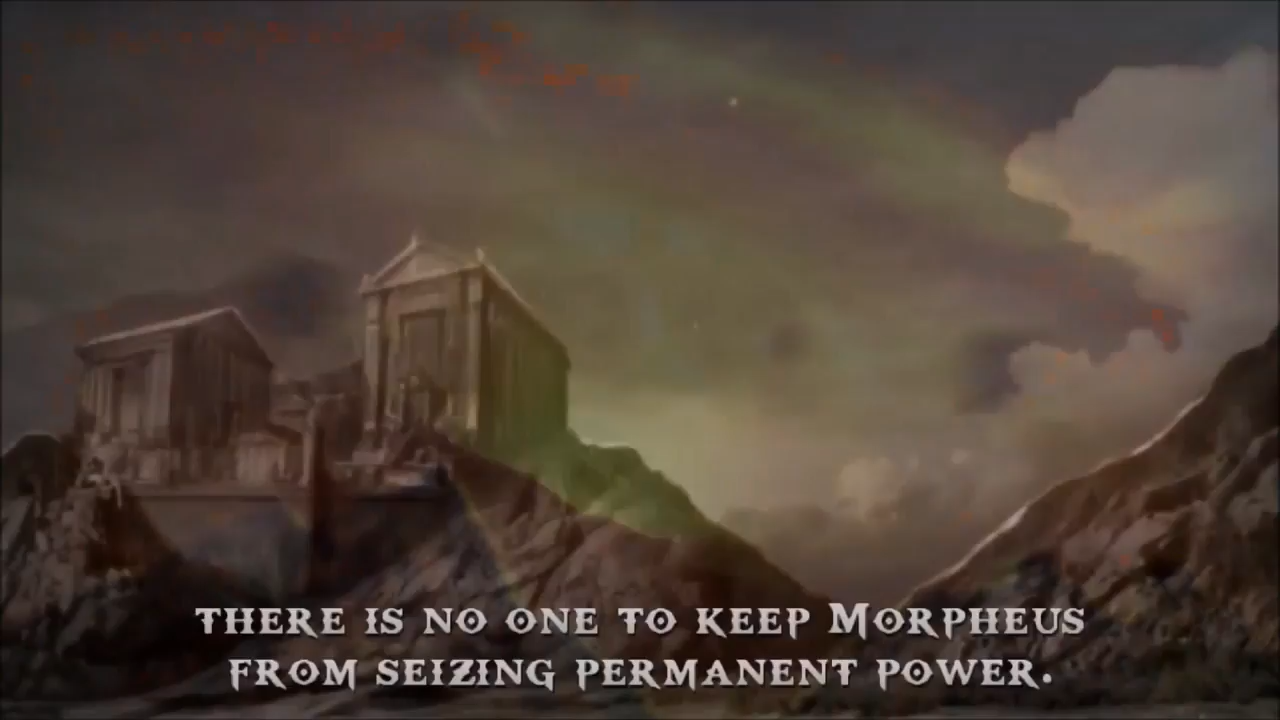 THERE IS NO ONE TO KEEP MORPHEUS
FROM SEIZING PERMANENT POWER.